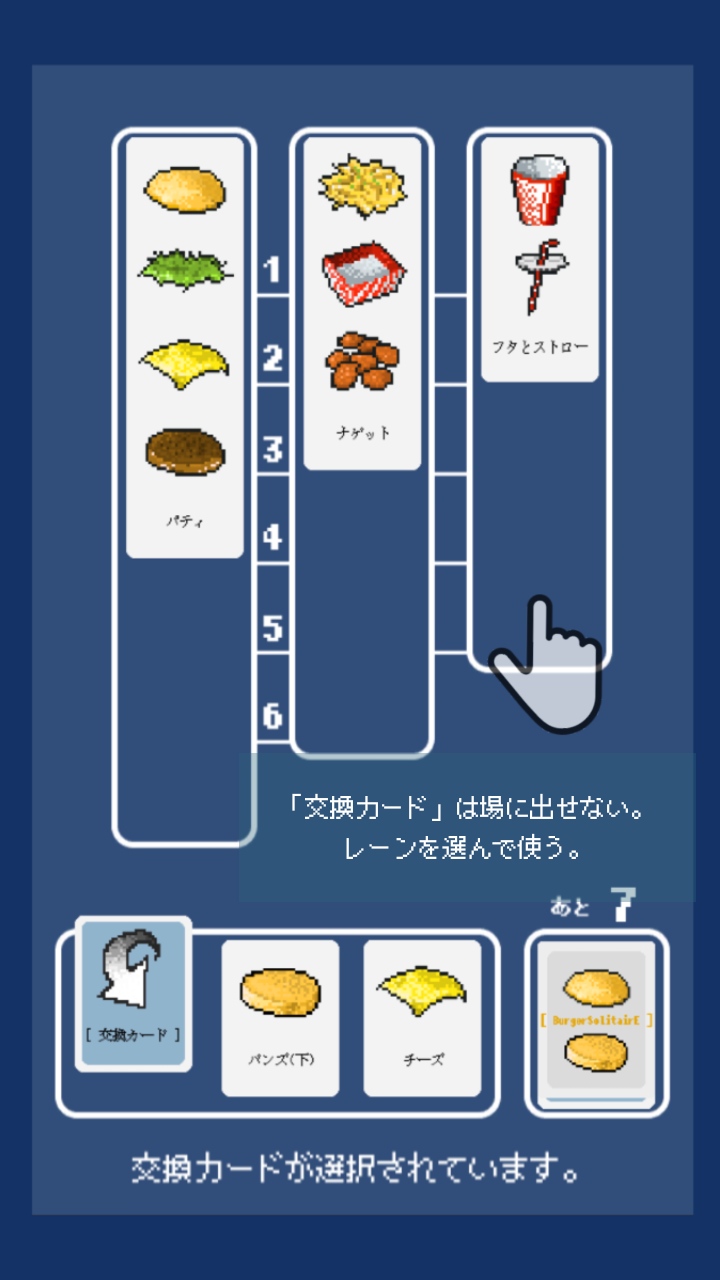 1
2
フタとストロー
ナゲット
3
パティ
4
5
6
「交換カード」は場に出せない。
レーンを選んで使う。
あと 7
[ 交換カード ]
バンズ(下)
チーズ
[ BurgerSolitairE ]
交換カードが選択されています。